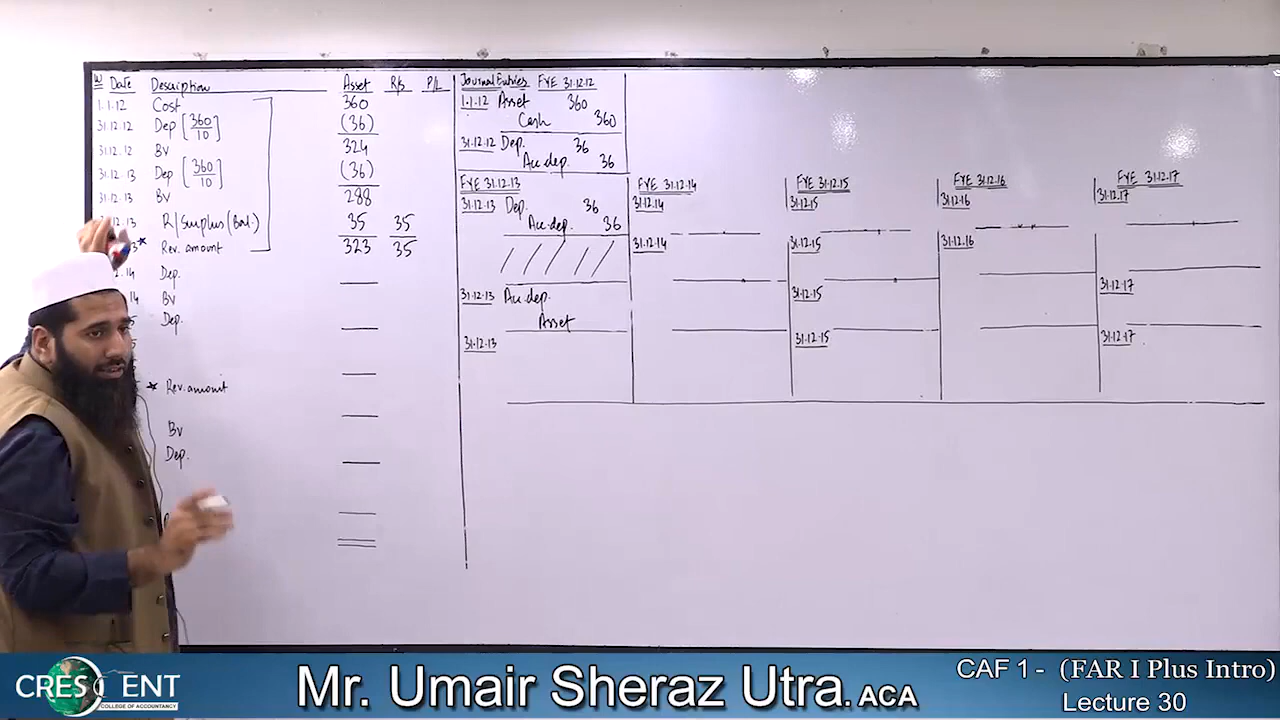 W Date Description Asset R/s P/L
1.1.12 Cost 360
31.12.12 Dep [360/10] (36)
31.12.12 BV 324
31.12.13 Dep [360/10] (36)
31.12.13 BV 288
.12.13 R/Surplus (Bal.) 35 35
3* Rev. amount 323 35
.14 Dep.
14 BV
Dep.
* Rev. amount
BV
Dep.
Journal Entries FYE 31.12.12
1.1.12 Asset 360
Cash 360
31.12.12 Dep. 36
Acc. dep. 36
FYE 31.12.13
31.12.13 Dep. 36
Acc. dep. 36
31.12.13 Acc. dep.
Asset
31.12.13
FYE 31.12.14
31.12.14
31.12.14
FYE 31.12.15
31.12.15
31.12.15
31.12.15
31.12.15
FYE 31.12.16
31.12.16
31.12.16
FYE 31.12.17
31.12.17
31.12.17
31.12.17
CRESCENT
COLLEGE OF ACCOUNTANCY
Mr. Umair Sheraz Utra. ACA
CAF 1 - (FAR I Plus Intro)
Lecture 30